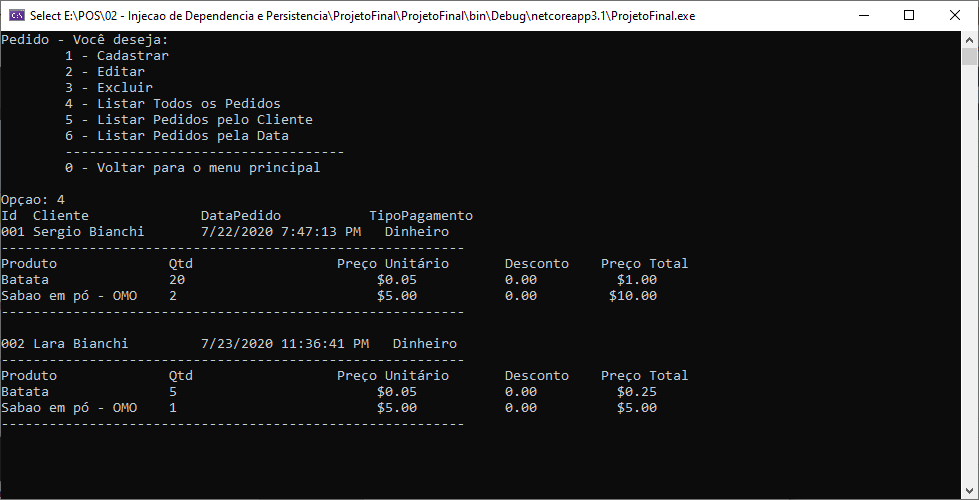 Select E:\POS\02 - Injecao de Dependencia e Persistencia\ProjetoFinal\ProjetoFinal\bin\Debug\netcoreapp3.1\ProjetoFinal.exe
Pedido - Você deseja:
1 - Cadastrar
2 - Editar
3 - Excluir
4 - Listar Todos os Pedidos
5 - Listar Pedidos pelo Cliente
6 - Listar Pedidos pela Data
-----------------------------------
0 - Voltar para o menu principal
Opçao: 4
Id  Cliente              DataPedido           TipoPagamento
001 Sergio Bianchi       7/22/2020 7:47:13 PM   Dinheiro
----------------------------------------------------------
Produto              Qtd                  Preço Unitário       Desconto    Preço Total
Batata               20                        $0.05           0.00          $1.00
Sabao em pó - OMO    2                         $5.00           0.00         $10.00
----------------------------------------------------------
002 Lara Bianchi         7/23/2020 11:36:41 PM   Dinheiro
----------------------------------------------------------
Produto              Qtd                  Preço Unitário       Desconto    Preço Total
Batata               5                         $0.05           0.00          $0.25
Sabao em pó - OMO    1                         $5.00           0.00          $5.00
----------------------------------------------------------